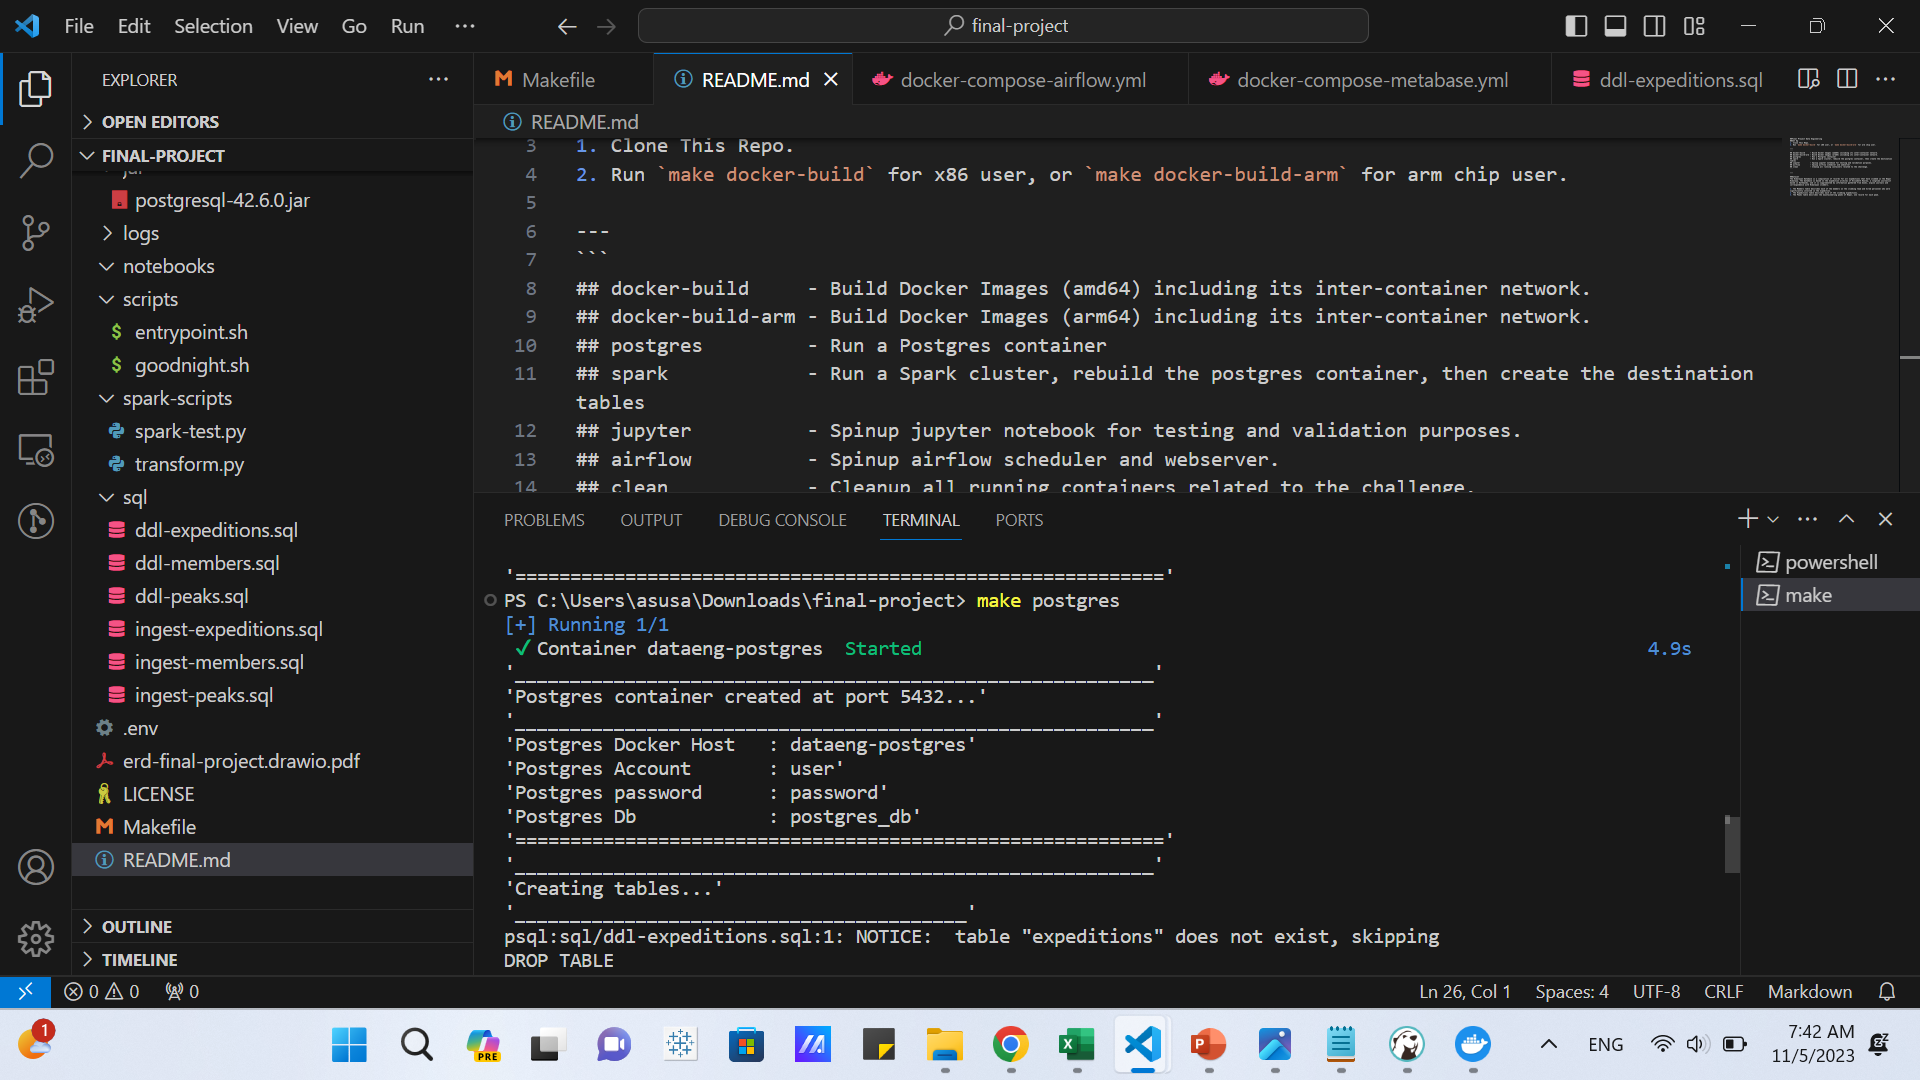 File Edit Selection View Go Run ···
final-project
EXPLORER
OPEN EDITORS
FINAL-PROJECT
jar
postgresql-42.6.0.jar
logs
notebooks
scripts
$ entrypoint.sh
$ goodnight.sh
spark-scripts
spark-test.py
transform.py
sql
ddl-expeditions.sql
ddl-members.sql
ddl-peaks.sql
ingest-expeditions.sql
ingest-members.sql
ingest-peaks.sql
.env
erd-final-project.drawio.pdf
LICENSE
Makefile
README.md
OUTLINE
TIMELINE
Makefile README.md docker-compose-airflow.yml docker-compose-metabase.yml ddl-expeditions.sql
README.md
3 1. Clone This Repo.
4 2. Run `make docker-build` for x86 user, or `make docker-build-arm` for arm chip user.
5
6 ---
7 ```
8 ## docker-build - Build Docker Images (amd64) including its inter-container network.
9 ## docker-build-arm - Build Docker Images (arm64) including its inter-container network.
10 ## postgres - Run a Postgres container
11 ## spark - Run a Spark cluster, rebuild the postgres container, then create the destination
tables
12 ## jupyter - Spinup jupyter notebook for testing and validation purposes.
13 ## airflow - Spinup airflow scheduler and webserver.
14 ## clean - Cleanup all running containers related to the challenge.
PROBLEMS OUTPUT DEBUG CONSOLE TERMINAL PORTS
'==========================================================='
PS C:\Users\asusa\Downloads\final-project> make postgres
[+] Running 1/1
✓ Container dataeng-postgres Started 4.9s
'__________________________________________________________'
'Postgres container created at port 5432...'
'__________________________________________________________'
'Postgres Docker Host : dataeng-postgres'
'Postgres Account : user'
'Postgres password : password'
'Postgres Db : postgres_db'
'==========================================================='
'__________________________________________________________'
'Creating tables...'
'_________________________________________'
psql:sql/ddl-expeditions.sql:1: NOTICE: table "expeditions" does not exist, skipping
DROP TABLE
powershell
make
0 0 0
Ln 26, Col 1 Spaces: 4 UTF-8 CRLF Markdown
1
PRE
ENG
7:42 AM
11/5/2023